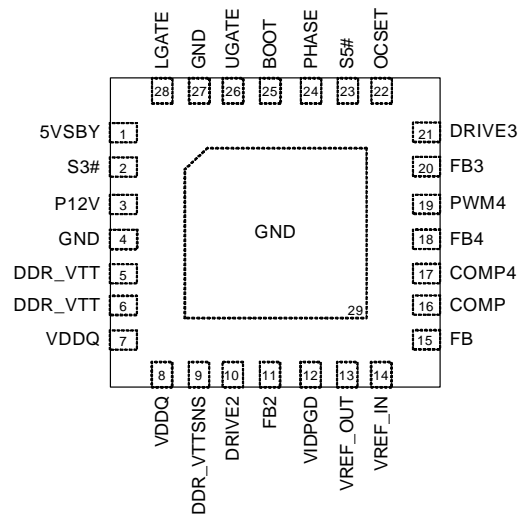 LGATE
GND
UGATE
BOOT
PHASE
S5#
OCSET
28
27
26
25
24
23
22
5VSBY 1
S3# 2
P12V 3
GND 4
DDR_VTT 5
DDR_VTT 6
VDDQ 7
GND
29
21 DRIVE3
20 FB3
19 PWM4
18 FB4
17 COMP4
16 COMP
15 FB
8
9
10
11
12
13
14
VDDQ
DDR_VTTSNS
DRIVE2
FB2
VIDPGD
VREF_OUT
VREF_IN